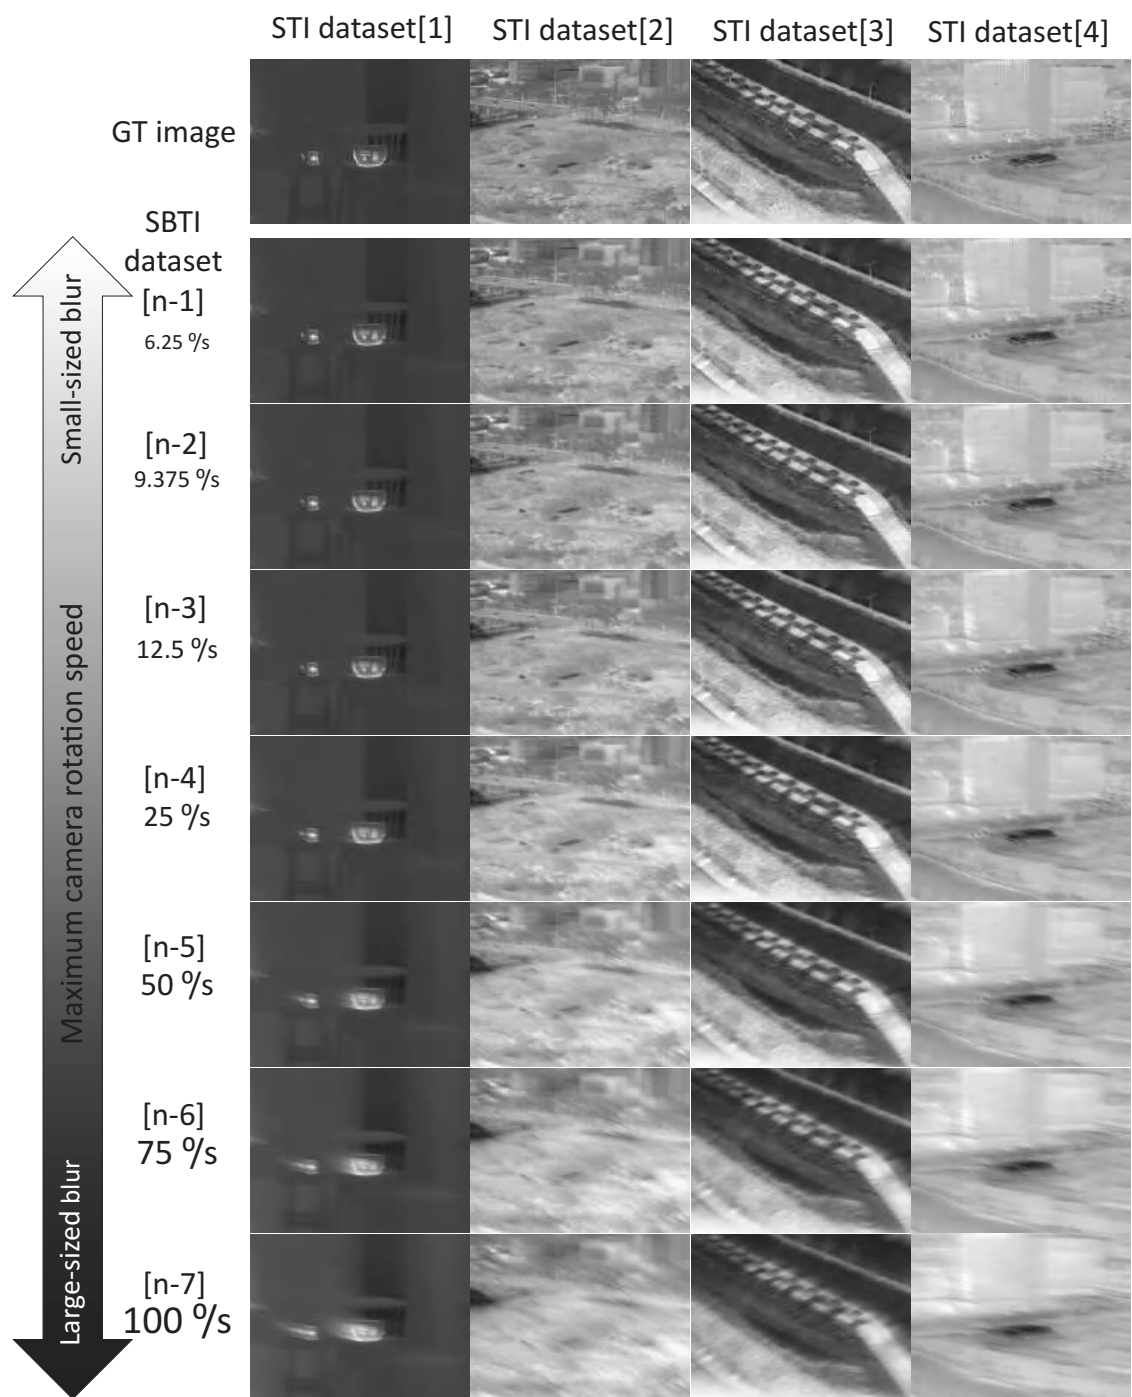 STI dataset[1] STI dataset[2] STI dataset[3] STI dataset[4]
GT image
SBTI
dataset
[n-1]
6.25 °/s
[n-2]
9.375 °/s
[n-3]
12.5 °/s
[n-4]
25 °/s
[n-5]
50 °/s
[n-6]
75 °/s
[n-7]
100 °/s
Small-sized blur
Maximum camera rotation speed
Large-sized blur